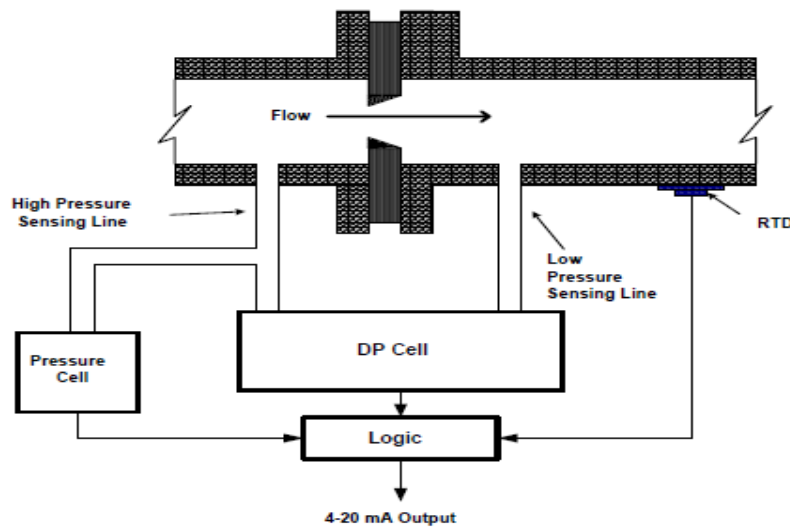 Flow
High Pressure
Sensing Line
RTD
Low
Pressure
Sensing Line
DP Cell
Pressure
Cell
Logic
4-20 mA Output